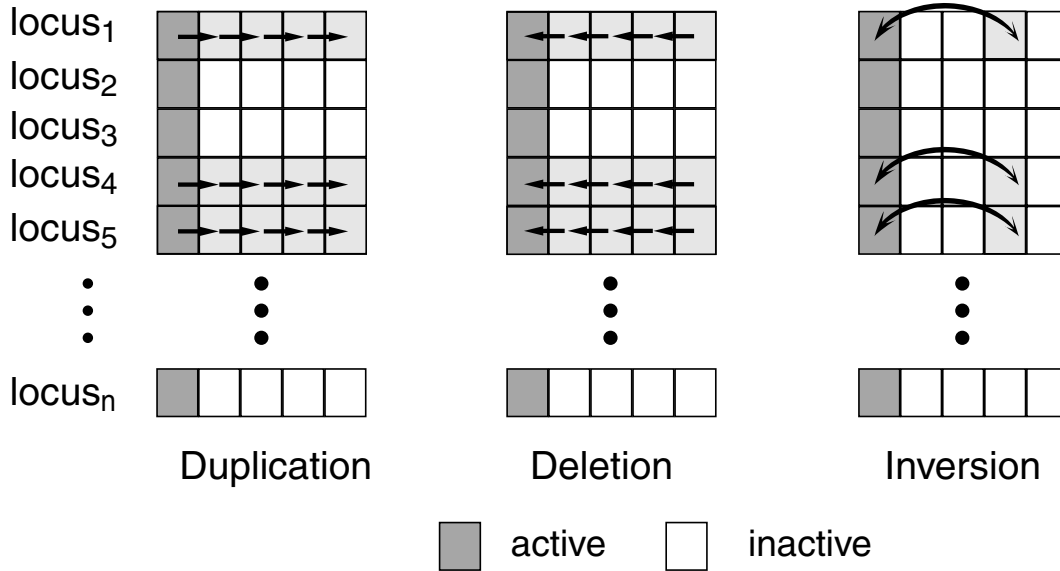 locus1
locus2
locus3
locus4
locus5
locusn
Duplication Deletion Inversion
active inactive